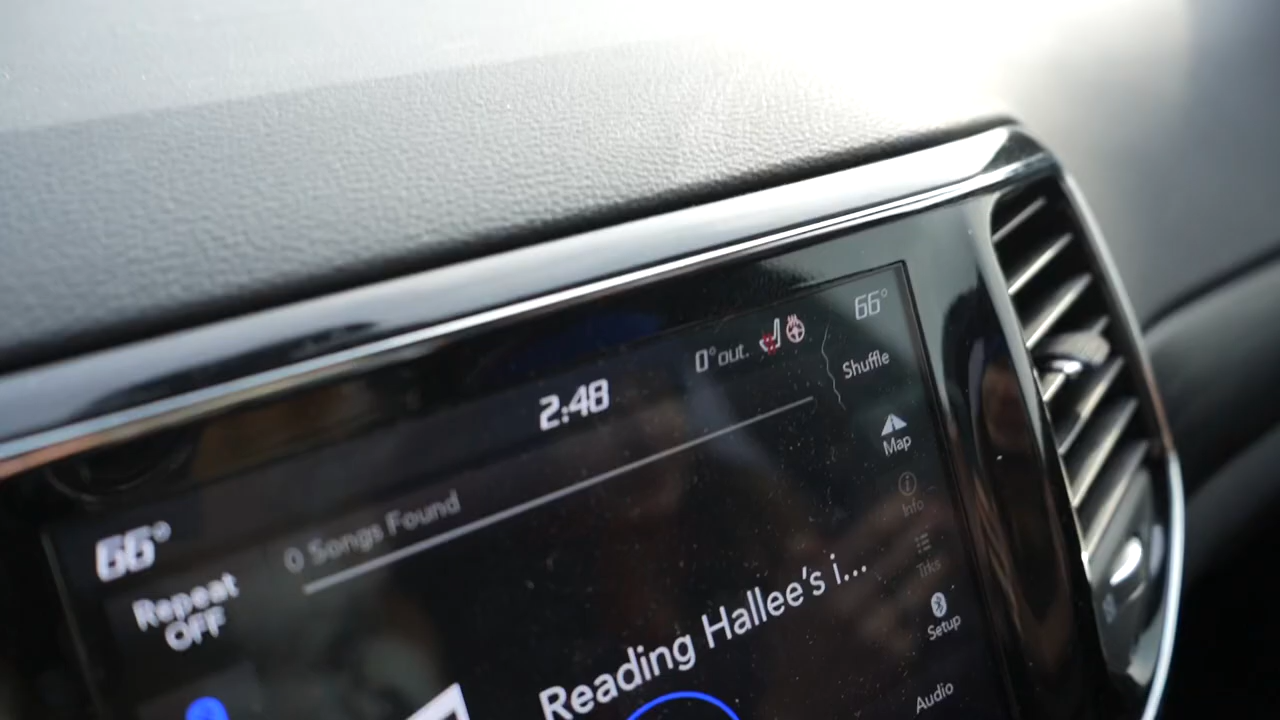 66°
2:48
0° out.
66°
Repeat
OFF
0 Songs Found
Shuffle
Map
Info
Trks
Reading Hallee's i...
Setup
Audio